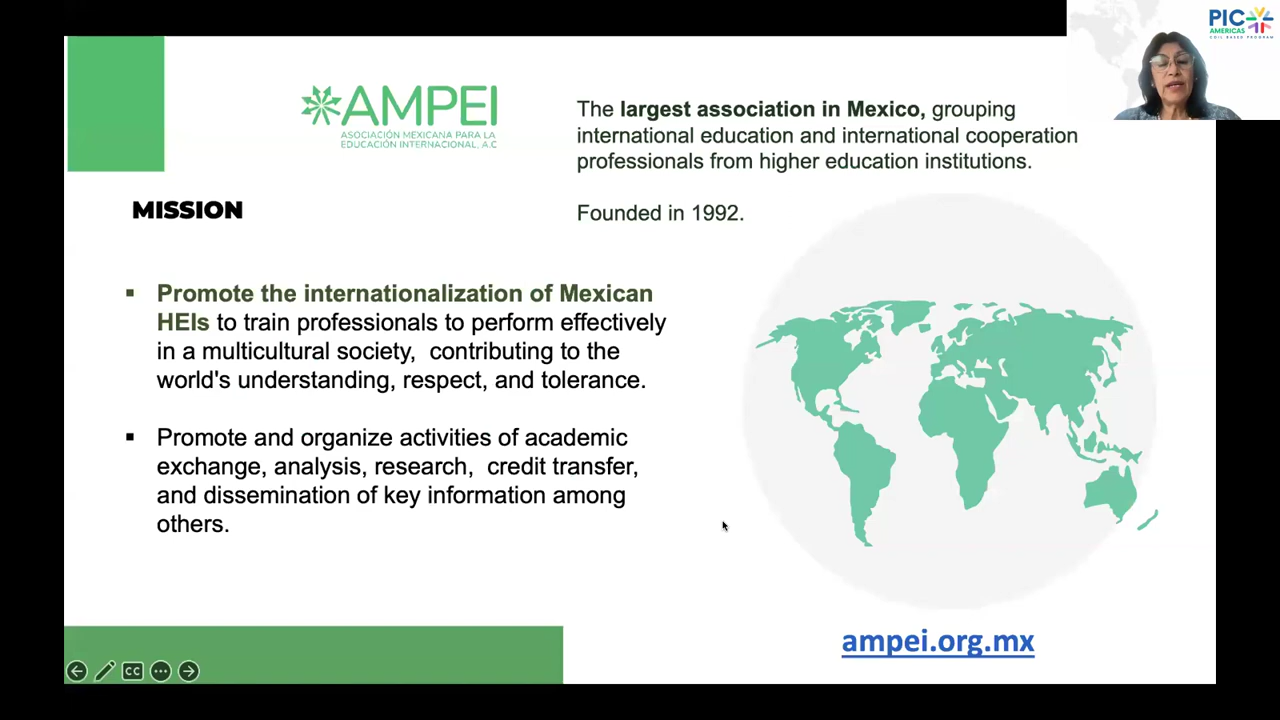 PIC
AMERICAS
COIL BASED PROGRAM
AMPEI
ASOCIACIÓN MEXICANA PARA LA
EDUCACIÓN INTERNACIONAL, A.C
The largest association in Mexico, grouping
international education and international cooperation
professionals from higher education institutions.
Founded in 1992.
MISSION
▪ Promote the internationalization of Mexican
HEIs to train professionals to perform effectively
in a multicultural society, contributing to the
world's understanding, respect, and tolerance.
▪ Promote and organize activities of academic
exchange, analysis, research, credit transfer,
and dissemination of key information among
others.
ampei.org.mx
CC